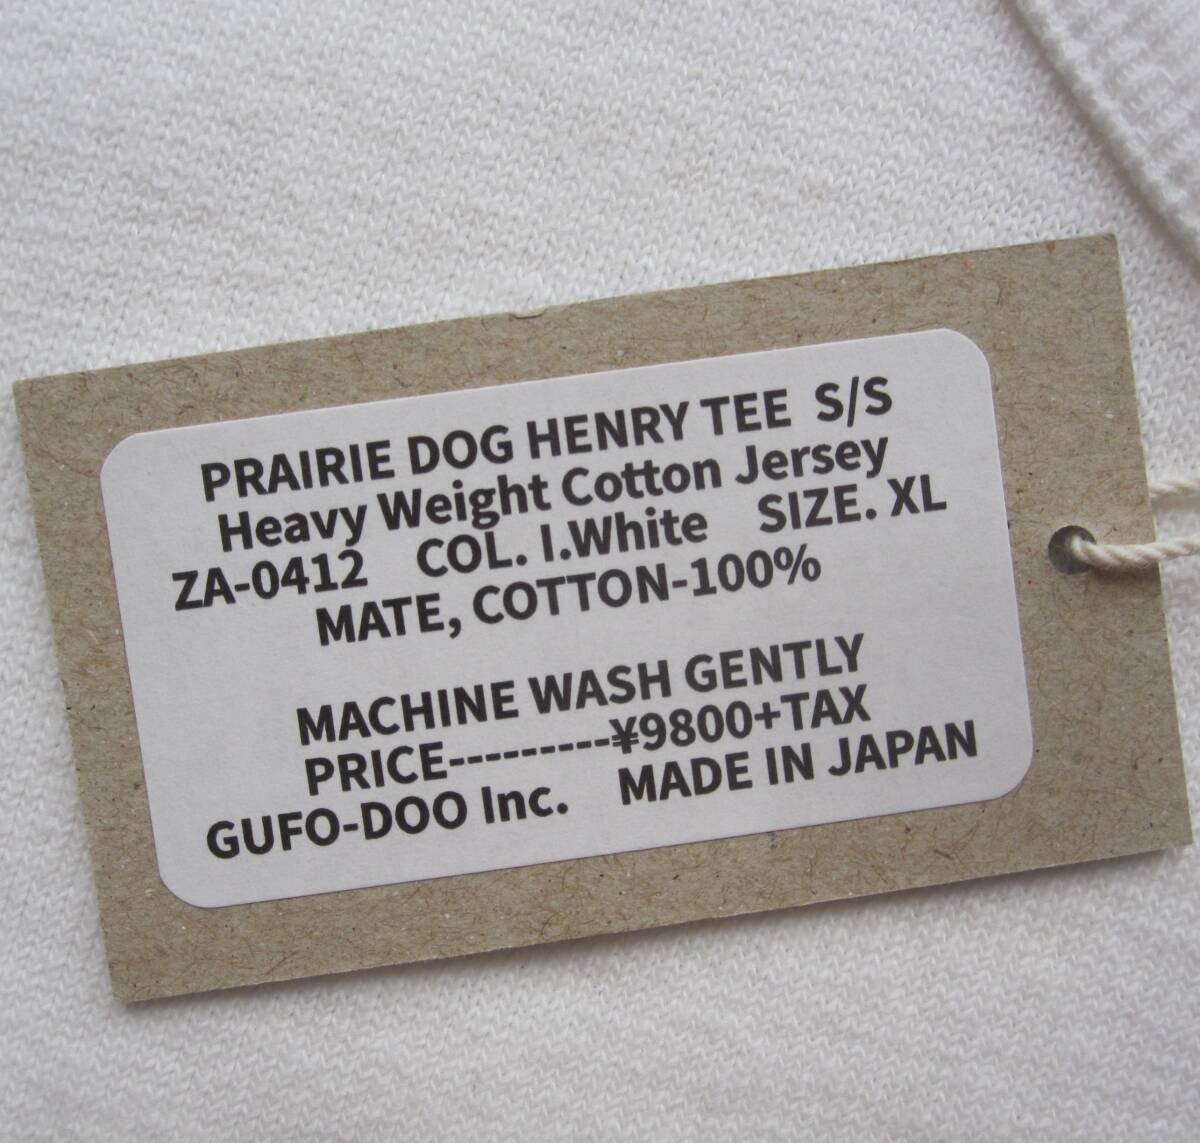 PRAIRIE DOG HENRY TEE S/S
Heavy Weight Cotton Jersey
ZA-0412 COL. I.White SIZE. XL
MATE, COTTON-100%
MACHINE WASH GENTLY
PRICE---------¥9800+TAX
GUFO-DOO Inc. MADE IN JAPAN